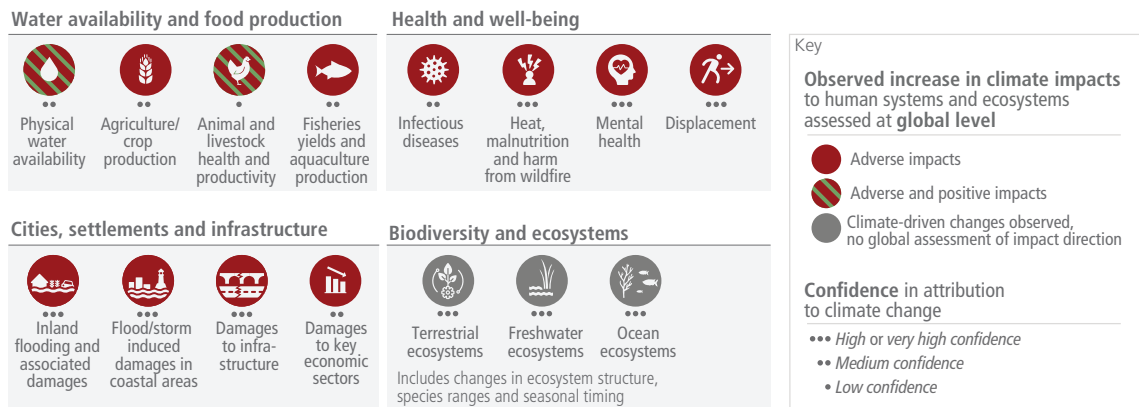 Water availability and food production
Physical
water
availability
Agriculture/
crop
production
Animal and
livestock
health and
productivity
Fisheries
yields and
aquaculture
production
Health and well-being
Infectious
diseases
Heat,
malnutrition
and harm
from wildfire
Mental
health
Displacement
Cities, settlements and infrastructure
Inland
flooding and
associated
damages
Flood/storm
induced
damages in
coastal areas
Damages
to infra-
structure
Damages
to key
economic
sectors
Biodiversity and ecosystems
Terrestrial
ecosystems
Freshwater
ecosystems
Ocean
ecosystems
Includes changes in ecosystem structure,
species ranges and seasonal timing
Key
Observed increase in climate impacts
to human systems and ecosystems
assessed at global level
Adverse impacts
Adverse and positive impacts
Climate-driven changes observed,
no global assessment of impact direction
Confidence in attribution
to climate change
••• High or very high confidence
•• Medium confidence
• Low confidence